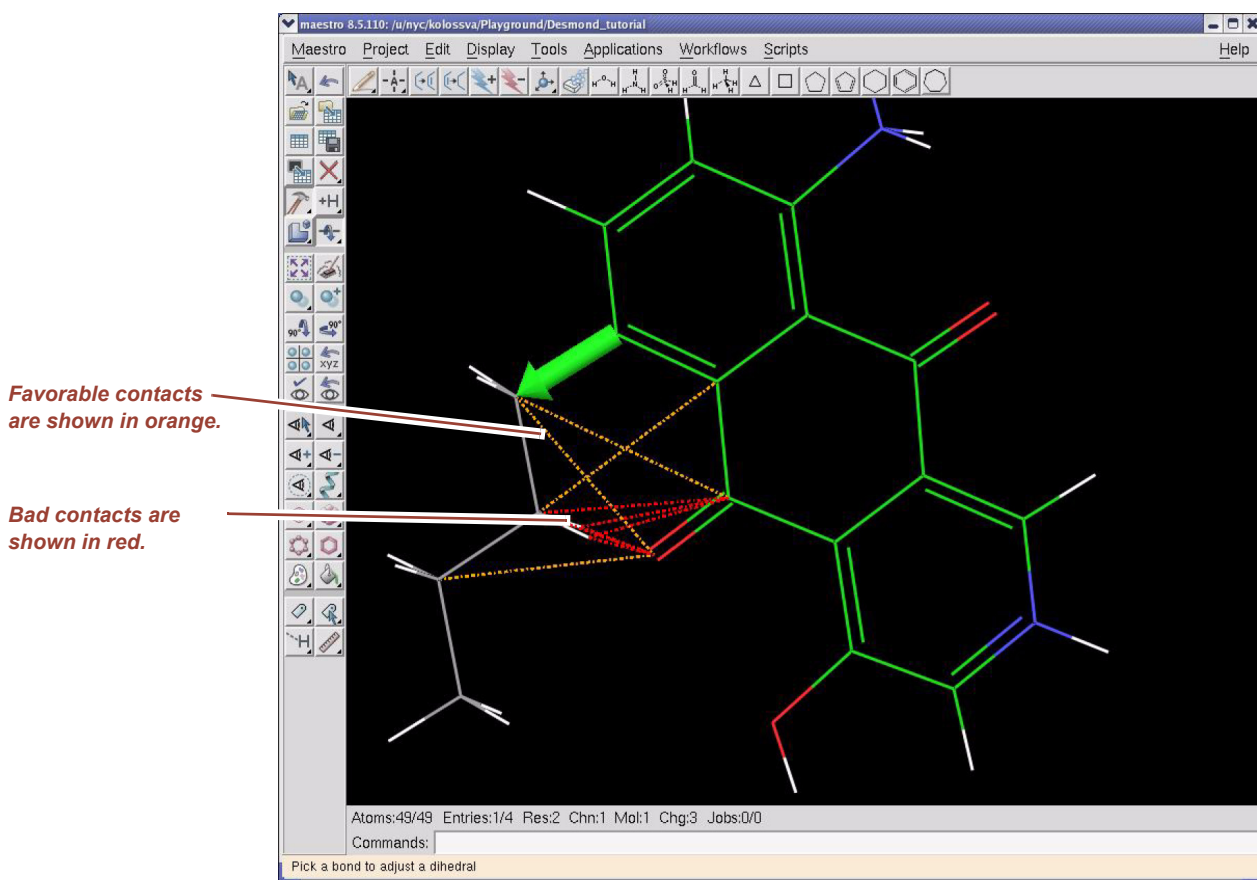 maestro 8.5.110: /u/nyc/kolossva/Playground/Desmond_tutorial
Maestro Project Edit Display Tools Applications Workflows Scripts Help
+H
90° 90°
xyz
Favorable contacts
are shown in orange.
Bad contacts are
shown in red.
H
Atoms:49/49 Entries:1/4 Res:2 Chn:1 Mol:1 Chg:3 Jobs:0/0
Commands:
Pick a bond to adjust a dihedral